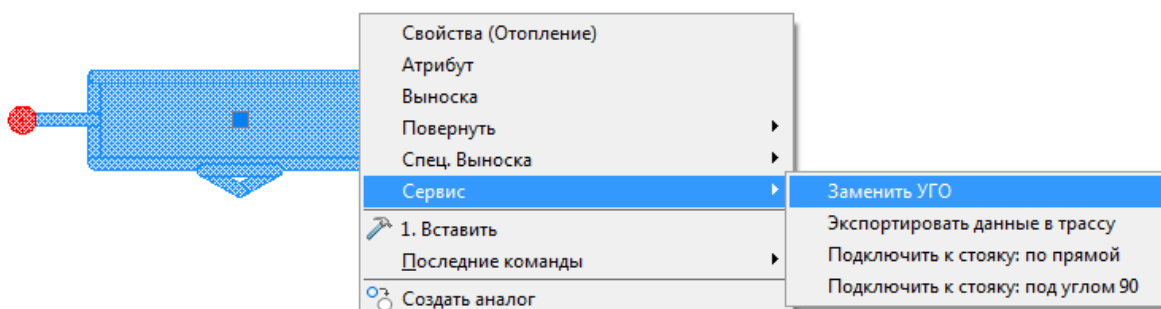 Свойства (Отопление)
Атрибут
Выноска
Повернуть
Спец. Выноска
Сервис
1. Вставить
Последние команды
Создать аналог
Заменить УГО
Экспортировать данные в трассу
Подключить к стояку: по прямой
Подключить к стояку: под углом 90